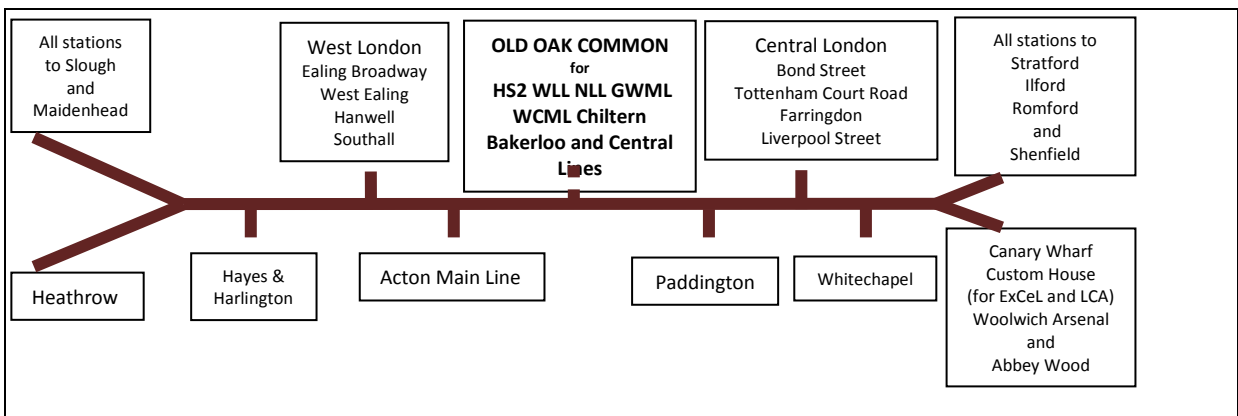 All stations
to Slough
and
Maidenhead
West London
Ealing Broadway
West Ealing
Hanwell
Southall
OLD OAK COMMON
for
HS2 WLL NLL GWML
WCML Chiltern
Bakerloo and Central
Lines
Central London
Bond Street
Tottenham Court Road
Farringdon
Liverpool Street
All stations to
Stratford
Ilford
Romford
and
Shenfield
Heathrow
Hayes &
Harlington
Acton Main Line
Paddington
Whitechapel
Canary Wharf
Custom House
(for ExCeL and LCA)
Woolwich Arsenal
and
Abbey Wood